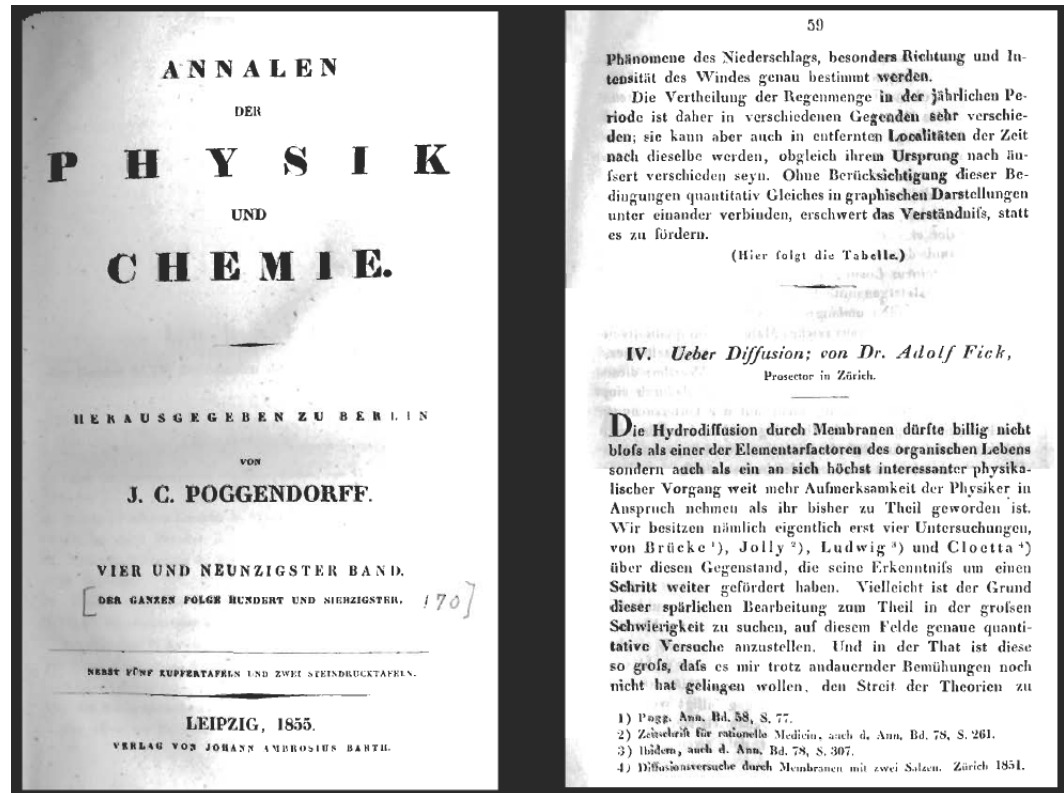 ANNALEN
DER
PHYSIK
UND
CHEMIE.
HERAUSGEGEBEN ZU BERLIN
VON
J. C. POGGENDORFF.
VIER UND NEUNZIGSTER BAND.
DER GANZEN FOLGE HUNDERT UND SIEBZIGSTER.
170
NEBST FÜNF KUPFERTAFELN UND ZWEI STEINDRUCKTAFELN.
LEIPZIG, 1855.
VERLAG VON JOHANN AMBROSIUS BARTH.
59
Phänomene des Niederschlags, besonders Richtung und In-
tensität des Windes genau bestimmt werden.
Die Vertheilung der Regenmenge in der jährlichen Pe-
riode ist daher in verschiedenen Gegenden sehr verschie-
den; sie kann aber auch in entfernten Localitäten der Zeit
nach dieselbe werden, obgleich ihrem Ursprung nach äu-
fsert verschieden seyn. Ohne Berücksichtigung dieser Be-
dingungen quantitativ Gleiches in graphischen Darstellungen
unter einander verbinden, erschwert das Verständnifs, statt
es zu fördern.
(Hier folgt die Tabelle.)
IV. Ueber Diffusion; von Dr. Adolf Fick,
Prosector in Zürich.
Die Hydrodiffusion durch Membranen dürfte billig nicht
blofs als einer der Elementarfactoren des organischen Lebens
sondern auch als ein an sich höchst interessanter physika-
lischer Vorgang weit mehr Aufmerksamkeit der Physiker in
Anspruch nehmen als ihr bisher zu Theil geworden ist.
Wir besitzen nämlich eigentlich erst vier Untersuchungen,
von Brücke ¹), Jolly ²), Ludwig ³) und Cloetta ⁴)
über diesen Gegenstand, die seine Erkenntnifs um einen
Schritt weiter gefördert haben. Vielleicht ist der Grund
dieser spärlichen Bearbeitung zum Theil in der grofsen
Schwierigkeit zu suchen, auf diesem Felde genaue quanti-
tative Versuche anzustellen. Und in der That ist diese
so grofs, dafs es mir trotz andauernder Bemühungen noch
nicht hat gelingen wollen, den Streit der Theorien zu
1) Pogg. Ann. Bd. 58, S. 77.
2) Zeitschrift für rationelle Medicin, auch d. Ann. Bd. 78, S. 261.
3) Ibidem, auch d. Ann. Bd. 78, S. 307.
4) Diffusionsversuche durch Membranen mit zwei Salzen. Zürich 1851.